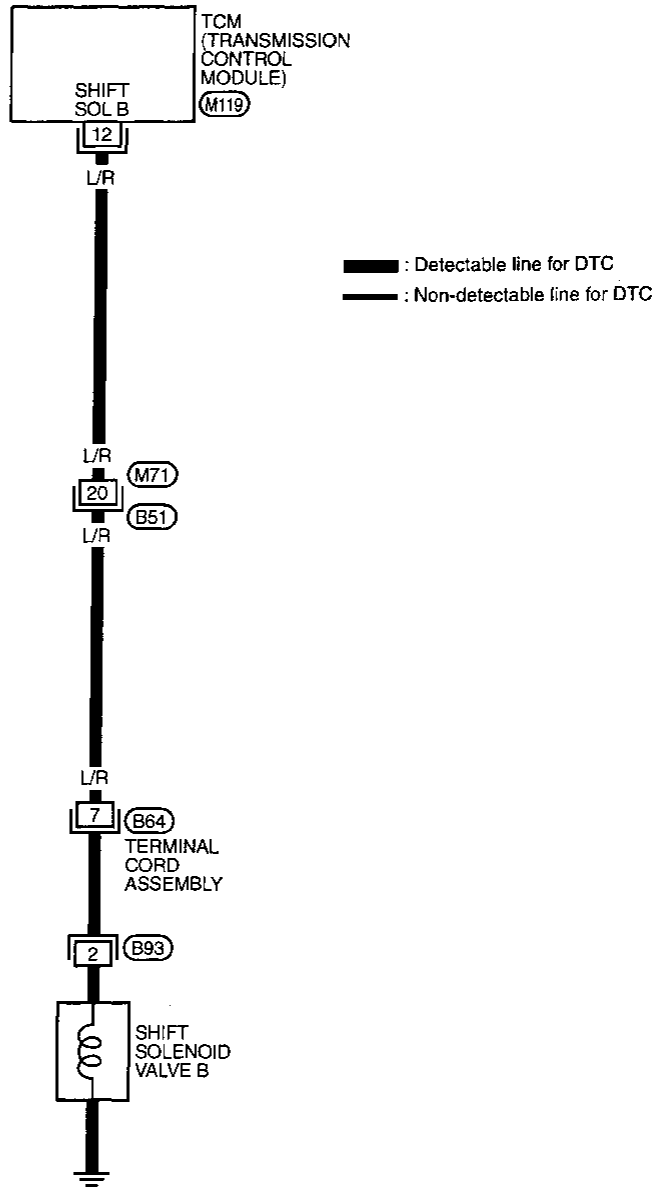 TCM
(TRANSMISSION
CONTROL
MODULE)
M119
SHIFT
SOL B
12
L/R
: Detectable line for DTC
: Non-detectable line for DTC
L/R
M71
20
B51
L/R
L/R
7
B64
TERMINAL
CORD
ASSEMBLY
2
B93
SHIFT
SOLENOID
VALVE B